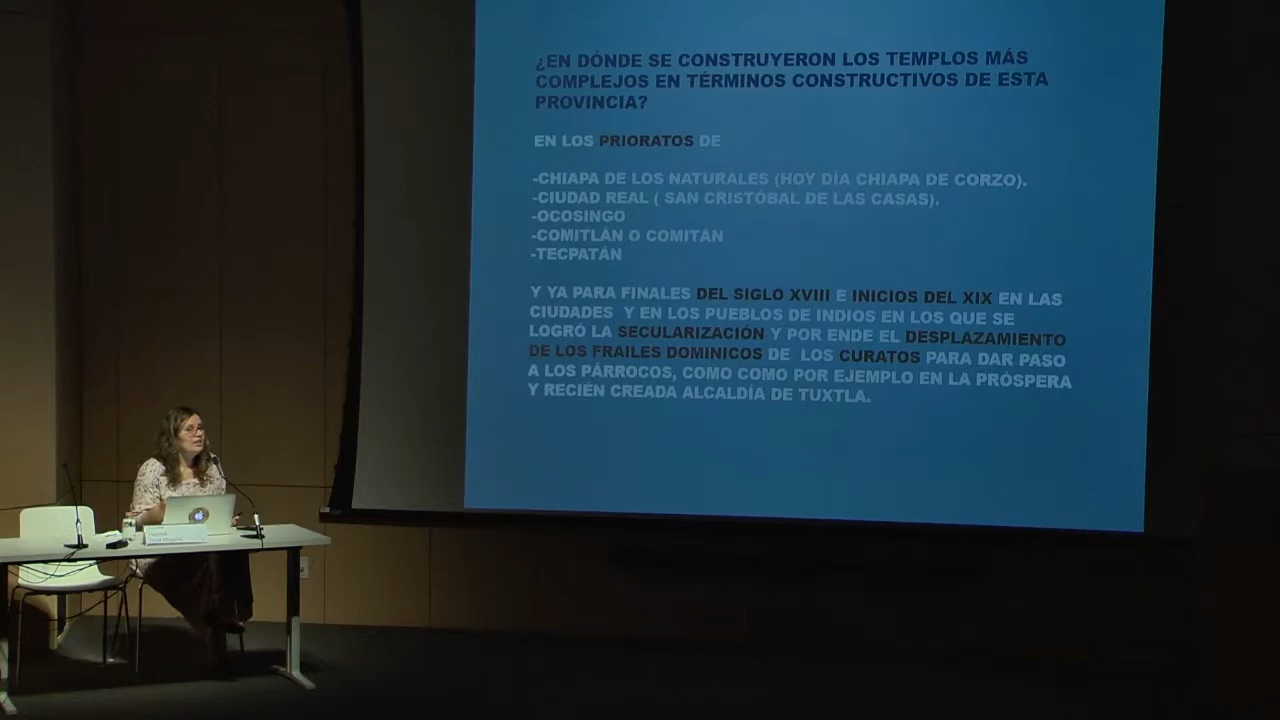 ¿EN DÓNDE SE CONSTRUYERON LOS TEMPLOS MÁS
COMPLEJOS EN TÉRMINOS CONSTRUCTIVOS DE ESTA
PROVINCIA?
EN LOS PRIORATOS DE
-CHIAPA DE LOS NATURALES (HOY DÍA CHIAPA DE CORZO).
-CIUDAD REAL ( SAN CRISTÓBAL DE LAS CASAS).
-OCOSINGO
-COMITLÁN O COMITÁN
-TECPATÁN
Y YA PARA FINALES DEL SIGLO XVIII E INICIOS DEL XIX EN LAS
CIUDADES Y EN LOS PUEBLOS DE INDIOS EN LOS QUE SE
LOGRÓ LA SECULARIZACIÓN Y POR ENDE EL DESPLAZAMIENTO
DE LOS FRAILES DOMINICOS DE LOS CURATOS PARA DAR PASO
A LOS PÁRROCOS, COMO COMO POR EJEMPLO EN LA PRÓSPERA
Y RECIÉN CREADA ALCALDÍA DE TUXTLA.